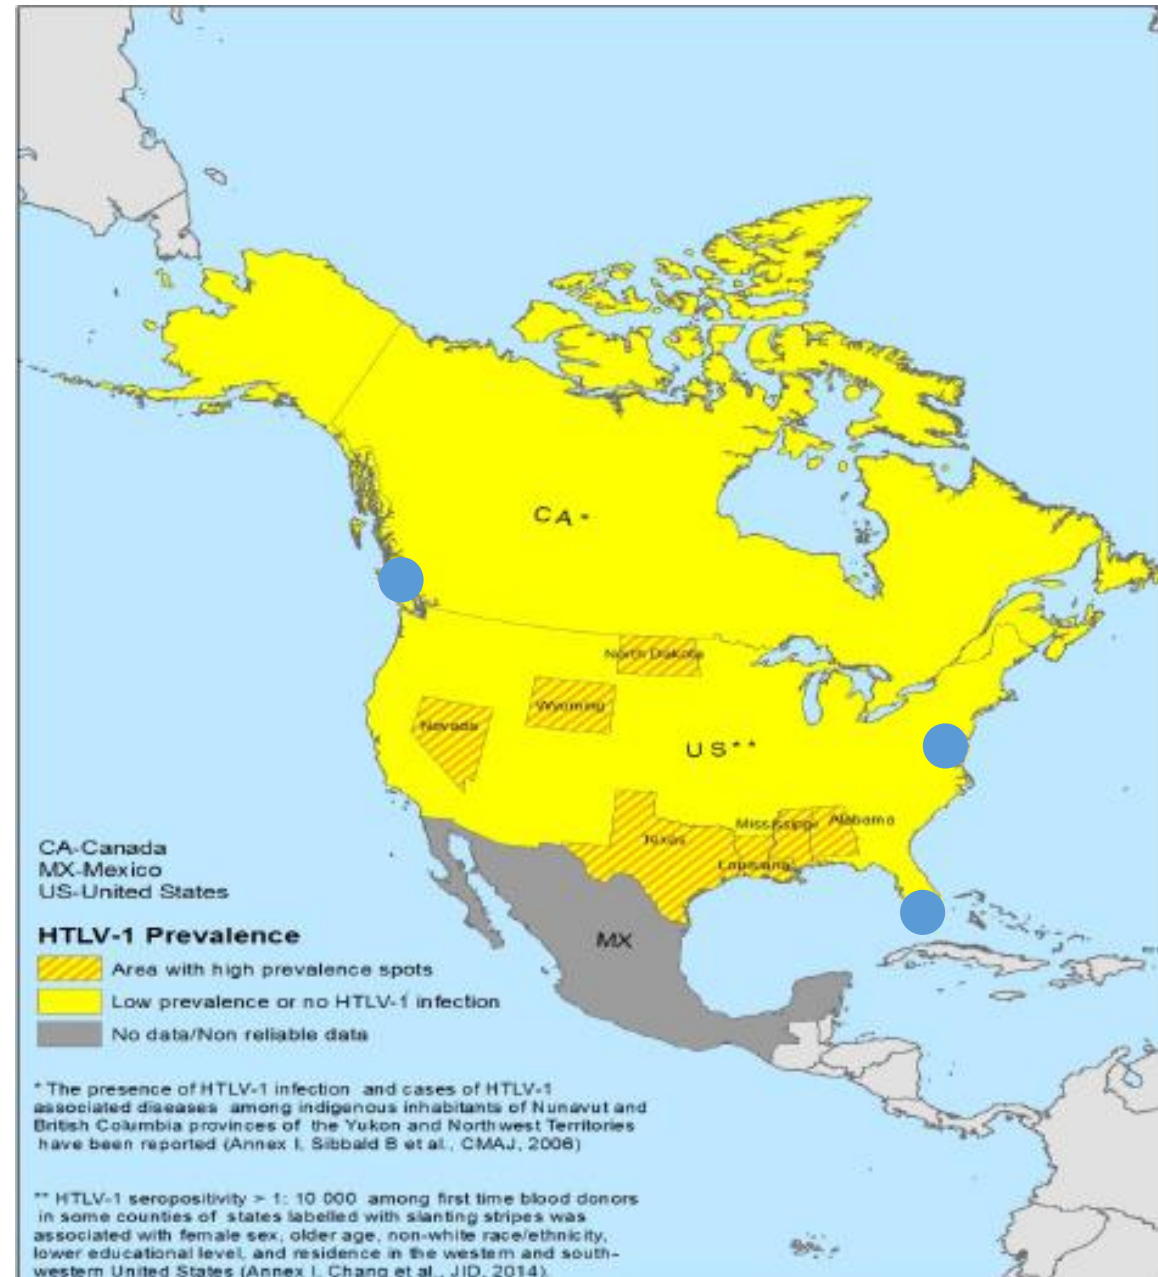 CA*
North Dakota
Wyoming
Nevada
US**
Mississippi
Alabama
Texas
Louisiana
CA-Canada
MX-Mexico
US-United States
MX
HTLV-1 Prevalence
Area with high prevalence spots
Low prevalence or no HTLV-1 infection
No data/Non reliable data
* The presence of HTLV-1 infection and cases of HTLV-1
associated diseases among indigenous inhabitants of Nunavut and
British Columbia provinces of the Yukon and Northwest Territories
have been reported (Annex I, Sibbald B et al., CMAJ, 2006)
** HTLV-1 seropositivity > 1: 10 000 among first time blood donors
in some counties of states labelled with slanting stripes was
associated with female sex, older age, non-white race/ethnicity,
lower educational level, and residence in the western and south-
western United States (Annex I, Chang et al., JID, 2014).